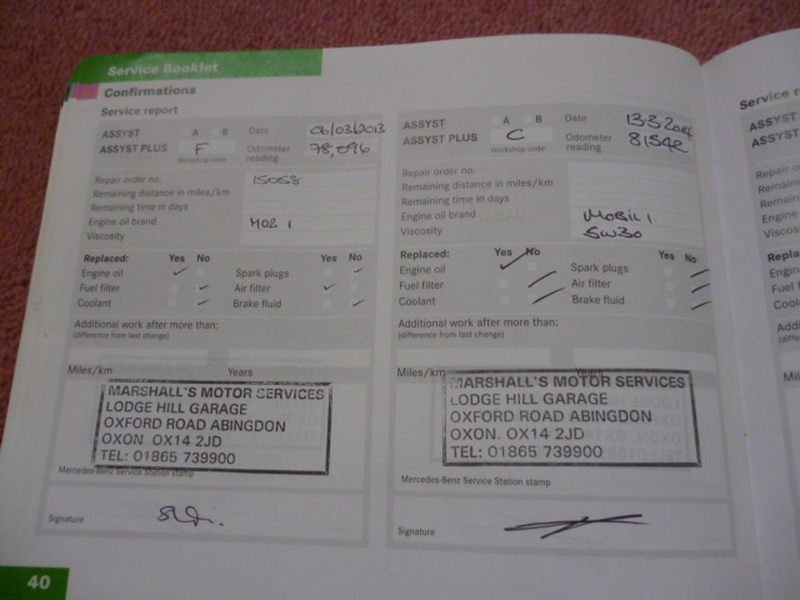 Service Booklet
Confirmations
Service report
ASSYST A B Date 06/03/2013
ASSYST PLUS F Odometer reading 78,096
Workshop code
Repair order no. 15058
Remaining distance in miles/km
Remaining time in days
Engine oil brand MOB 1
Viscosity
Replaced: Yes No Yes No
Engine oil Spark plugs
Fuel filter Air filter
Coolant Brake fluid
Additional work after more than:
(difference from last change)
Miles/km Years
MARSHALL'S MOTOR SERVICES
LODGE HILL GARAGE
OXFORD ROAD ABINGDON
OXON OX14 2JD
TEL: 01865 739900
Mercedes-Benz Service Station stamp
Signature
ASSYST A B Date 13.3.2014
ASSYST PLUS C Odometer reading 81542
Workshop code
Repair order no.
Remaining distance in miles/km
Remaining time in days
Engine oil brand MOBIL 1
Viscosity 5W30
Replaced: Yes No Yes No
Engine oil Spark plugs
Fuel filter Air filter
Coolant Brake fluid
Additional work after more than:
(difference from last change)
Miles/km Years
MARSHALL'S MOTOR SERVICES
LODGE HILL GARAGE
OXFORD ROAD ABINGDON
OXON. OX14 2JD
TEL: 01865 739900
Mercedes-Benz Service Station stamp
Signature
40
Service
ASSYST
ASSYST